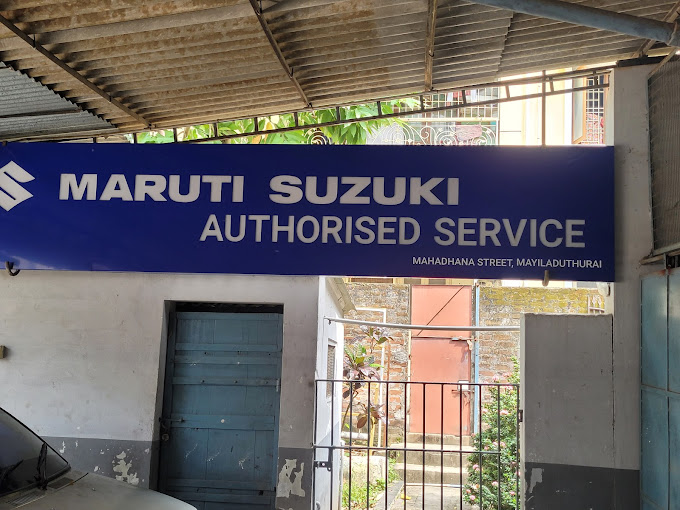 MARUTI SUZUKI
AUTHORISED SERVICE
MAHADHANA STREET, MAYILADUTHURAI